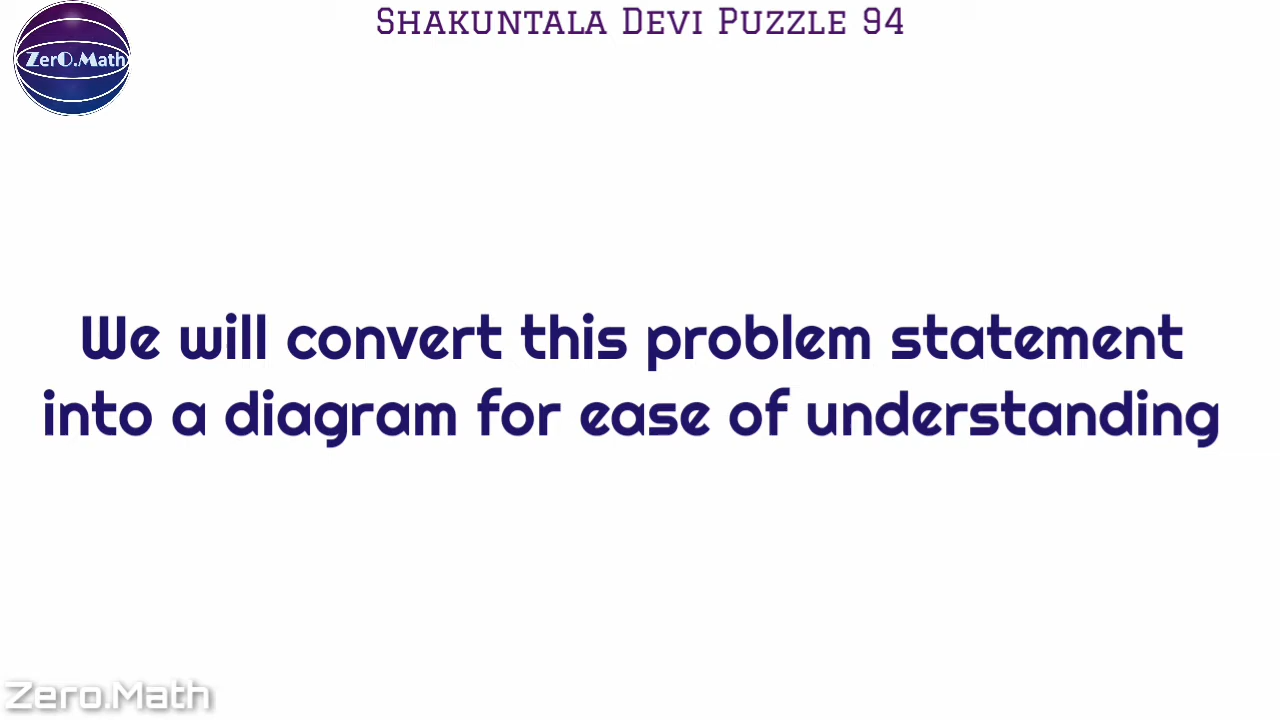 Shakuntala Devi Puzzle 94
ZerO.Math
We will convert this problem statement
into a diagram for ease of understanding
Zero.Math